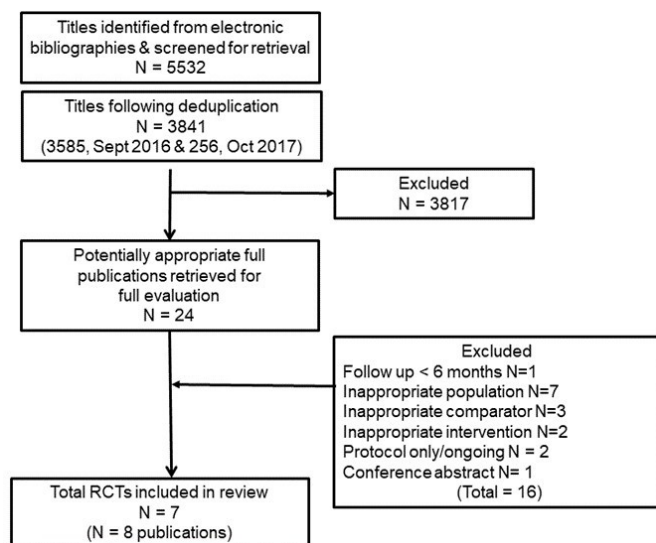 Titles identified from electronic
bibliographies & screened for retrieval
N = 5532
Titles following deduplication
N = 3841
(3585, Sept 2016 & 256, Oct 2017)
Excluded
N = 3817
Potentially appropriate full
publications retrieved for
full evaluation
N = 24
Excluded
Follow up < 6 months N=1
Inappropriate population N=7
Inappropriate comparator N=3
Inappropriate intervention N=2
Protocol only/ongoing N = 2
Conference abstract N= 1
(Total = 16)
Total RCTs included in review
N = 7
(N = 8 publications)